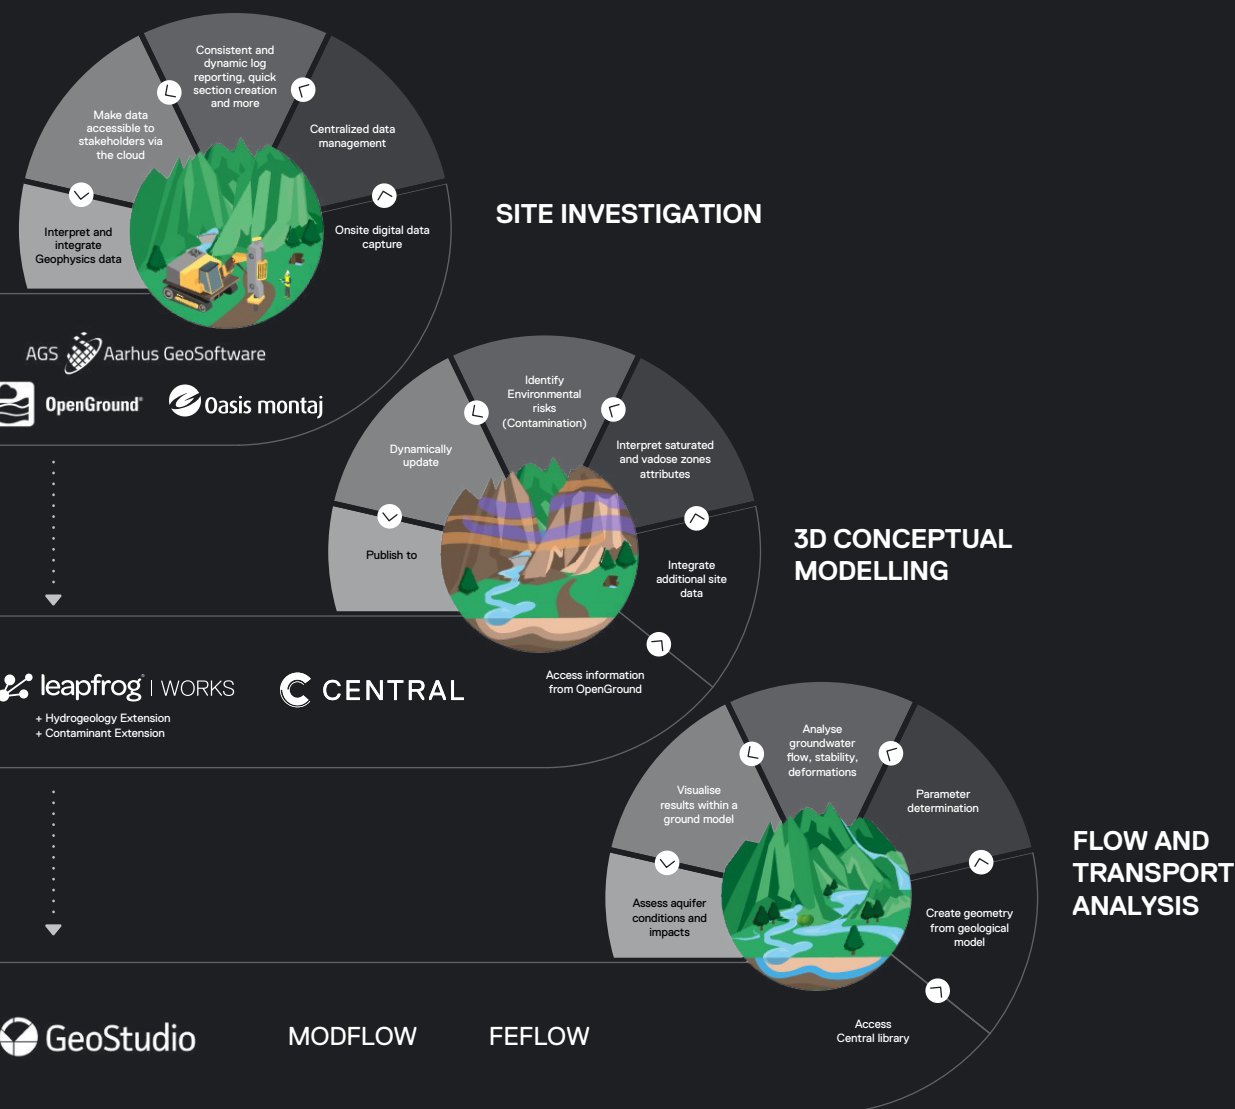 Consistent and
dynamic log
reporting, quick
section creation
and more
Make data
accessible to
stakeholders via
the cloud
Centralized data
management
Interpret and
integrate
Geophysics data
Onsite digital data
capture
SITE INVESTIGATION
AGS Aarhus GeoSoftware
OpenGround®
Oasis montaj
Identify
Environmental
risks
(Contamination)
Dynamically
update
Interpret saturated
and vadose zones
attributes
Publish to
Integrate
additional site
data
Access information
from OpenGround
3D CONCEPTUAL
MODELLING
leapfrog® | WORKS
+ Hydrogeology Extension
+ Contaminant Extension
CENTRAL
Analyse
groundwater
flow, stability,
deformations
Visualise
results within a
ground model
Parameter
determination
Assess aquifer
conditions and
impacts
Create geometry
from geological
model
Access
Central library
FLOW AND
TRANSPORT
ANALYSIS
GeoStudio
MODFLOW
FEFLOW